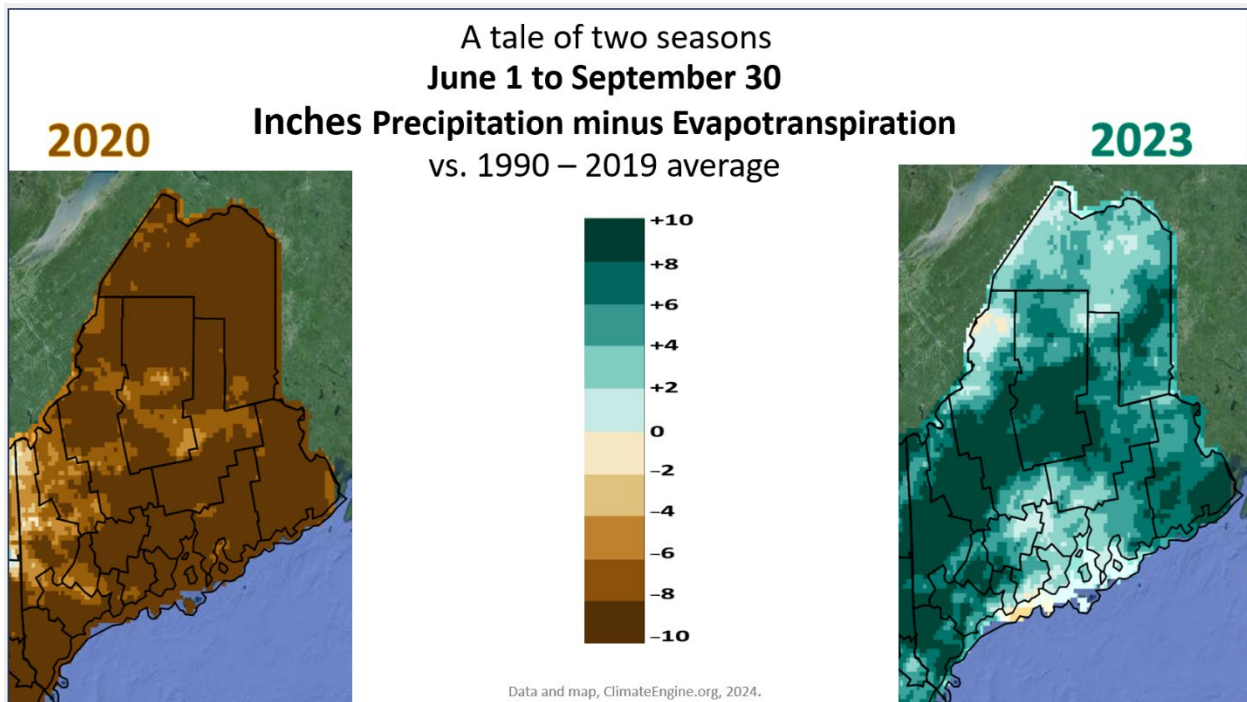 A tale of two seasons
June 1 to September 30
Inches Precipitation minus Evapotranspiration
vs. 1990 – 2019 average
2020
2023
+10
+8
+6
+4
+2
0
−2
−4
−6
−8
−10
Data and map, ClimateEngine.org, 2024.